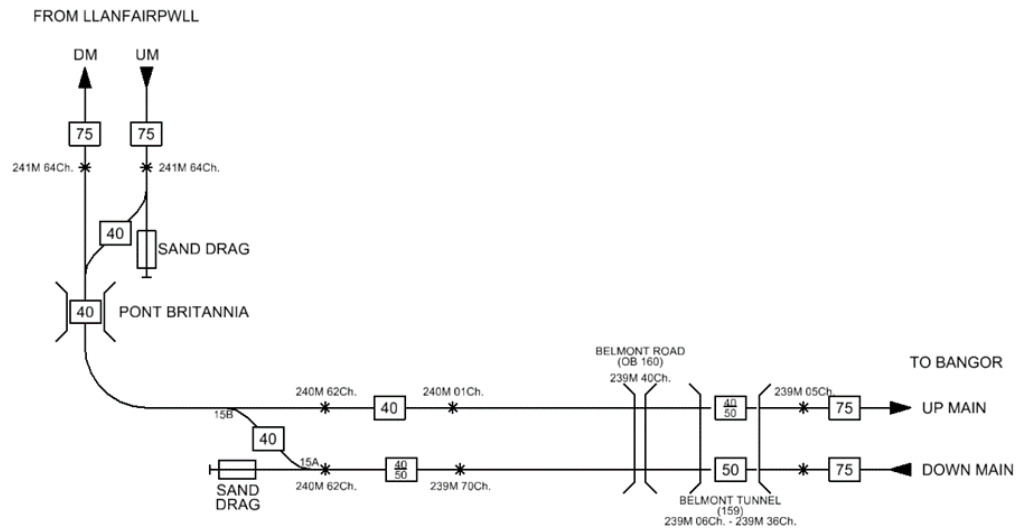 FROM LLANFAIRPWLL
DM UM
75 75
241M 64Ch. 241M 64Ch.
40
SAND DRAG
40 PONT BRITANNIA
BELMONT ROAD
(OB 160)
239M 40Ch.
TO BANGOR
240M 62Ch. 240M 01Ch. 239M 05Ch.
15B 40 40 50 75 UP MAIN
40
15A 40 50 50 75 DOWN MAIN
240M 62Ch. 239M 70Ch.
SAND
DRAG
BELMONT TUNNEL
(159)
239M 06Ch. - 239M 36Ch.